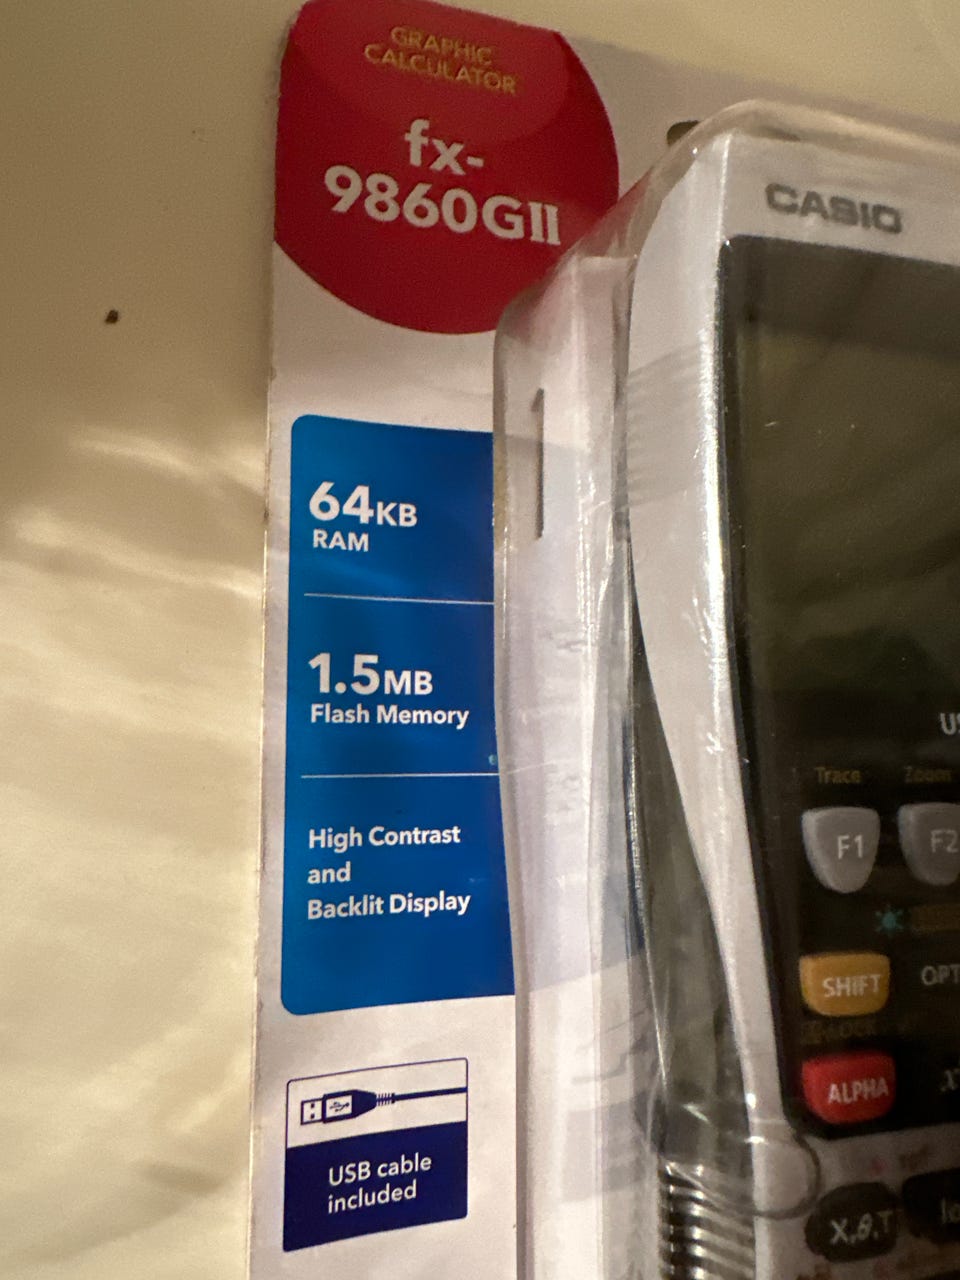 GRAPHIC
CALCULATOR
fx-
9860GII
CASIO
64KB
RAM
1.5MB
Flash Memory
High Contrast
and
Backlit Display
USB cable
included
Trace
Zoom
F1
F2
SHIFT
ALPHA
X,θ,T